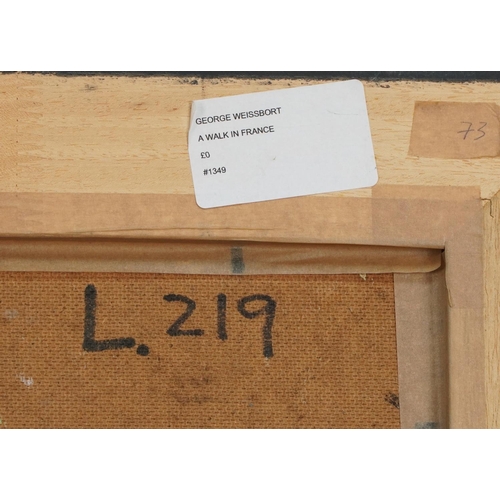 GEORGE WEISSBORT
A WALK IN FRANCE
£0
#1349
73
L. 219